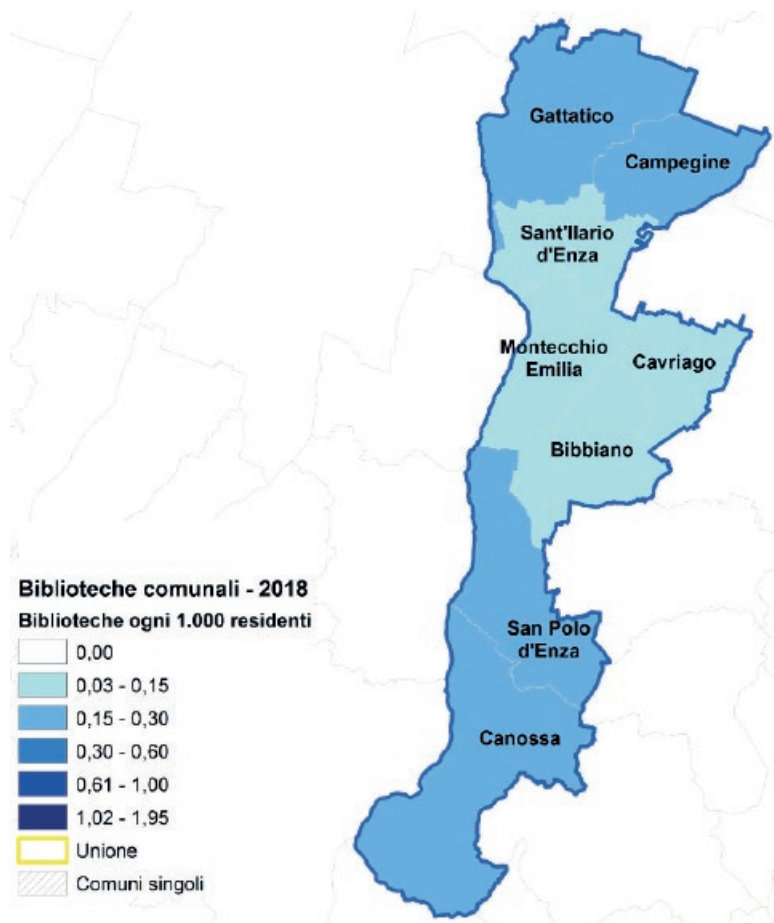 Gattatico
Campegine
Sant'Ilario
d'Enza
Montecchio
Emilia
Cavriago
Bibbiano
San Polo
d'Enza
Canossa
Biblioteche comunali - 2018
Biblioteche ogni 1.000 residenti
0,00
0,03 - 0,15
0,15 - 0,30
0,30 - 0,60
0,61 - 1,00
1,02 - 1,95
Unione
Comuni singoli